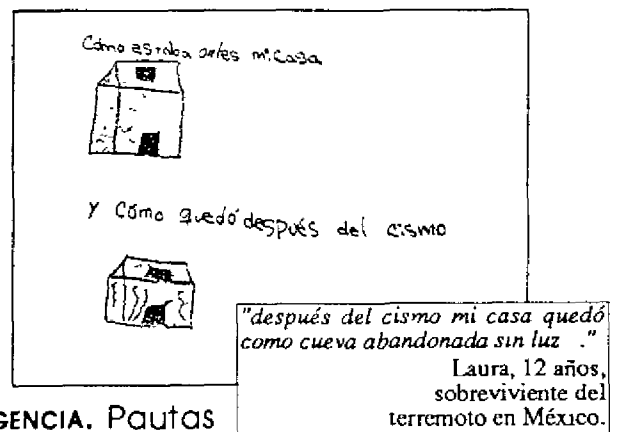 Cómo estaba antes mi casa
y cómo quedó después del cismo
"después del cismo mi casa quedó
como cueva abandonada sin luz ."
Laura, 12 años,
sobreviviente del
terremoto en México.
GENCIA. Pautas